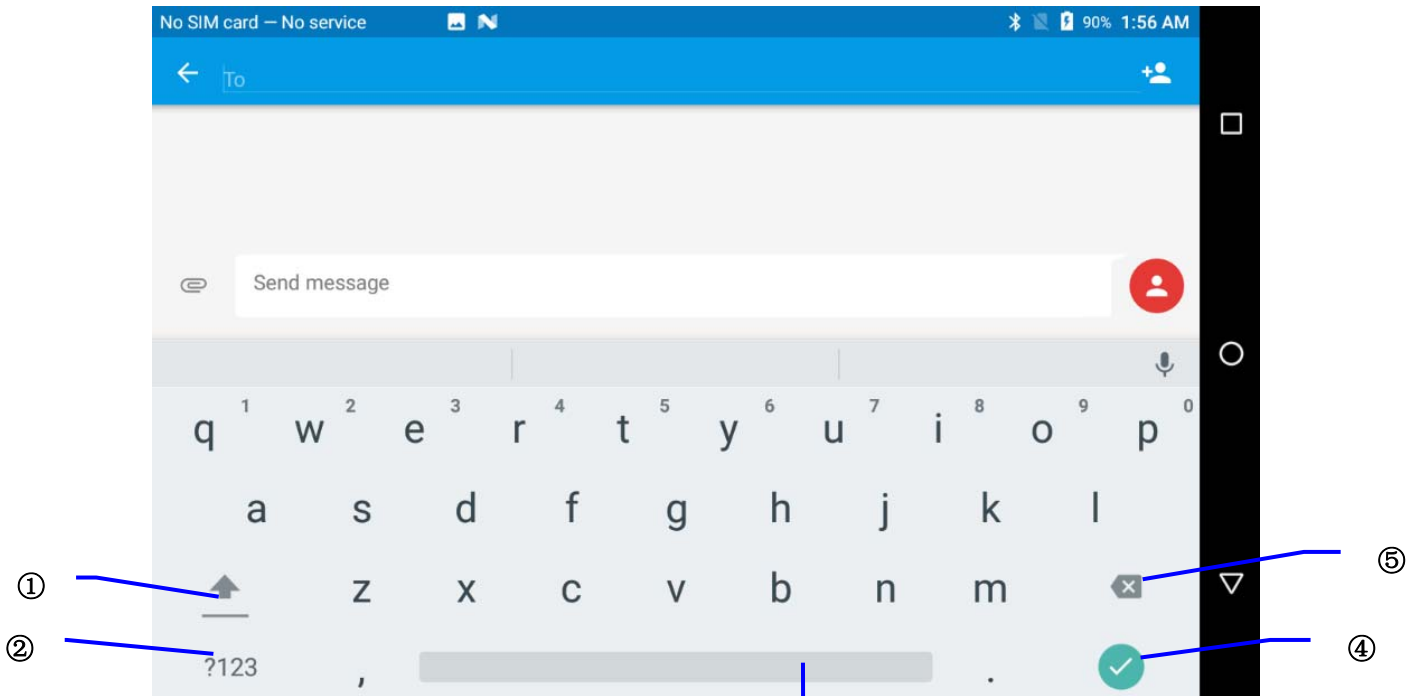 No SIM card — No service 90% 1:56 AM
To
Send message
1 2 3 4 5 6 7 8 9 0
q w e r t y u i o p
a s d f g h j k l
① z x c v b n m ⑤
② ?123 , . ④